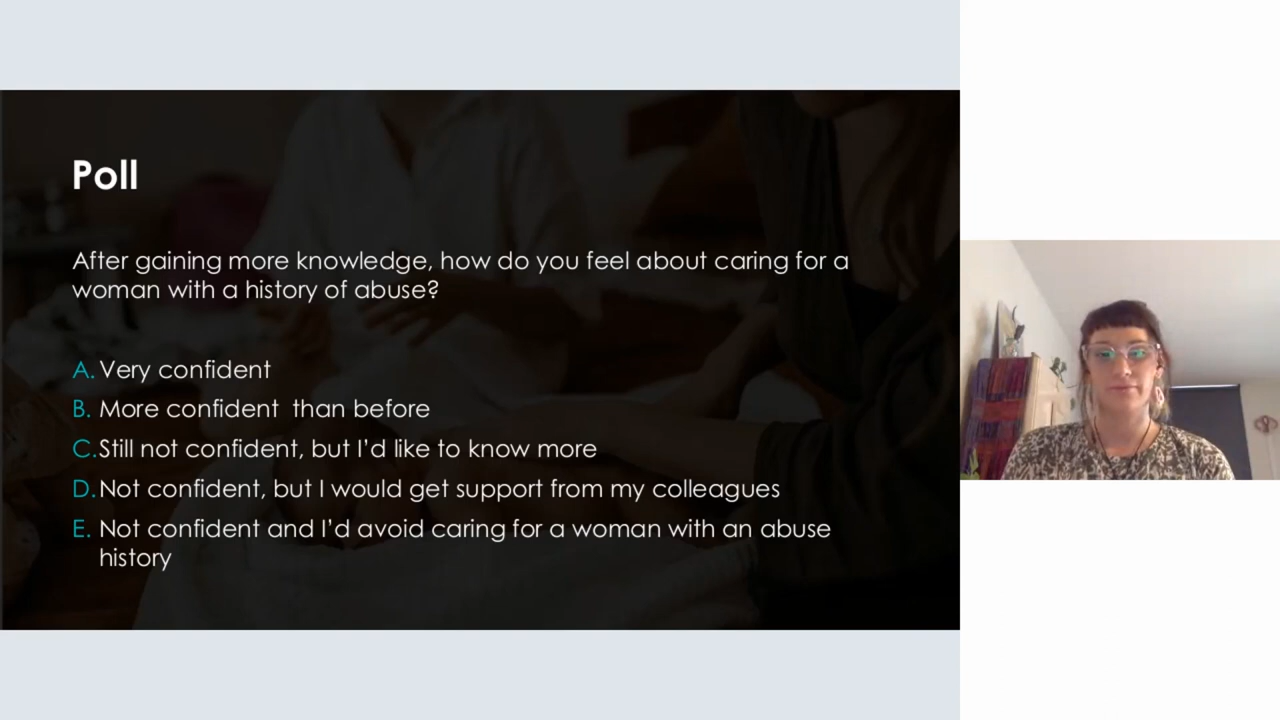 Poll
After gaining more knowledge, how do you feel about caring for a
woman with a history of abuse?
A. Very confident
B. More confident  than before
C. Still not confident, but I'd like to know more
D. Not confident, but I would get support from my colleagues
E. Not confident and I'd avoid caring for a woman with an abuse
history